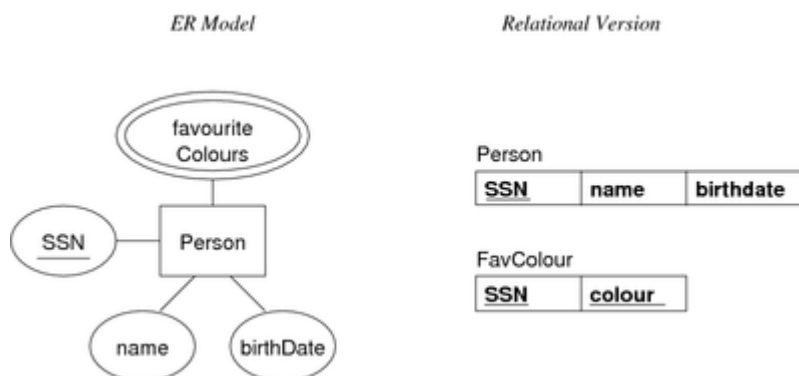 ER Model
Relational Version
favourite
Colours
SSN
Person
name
birthDate
Person
SSN name birthdate
FavColour
SSN colour